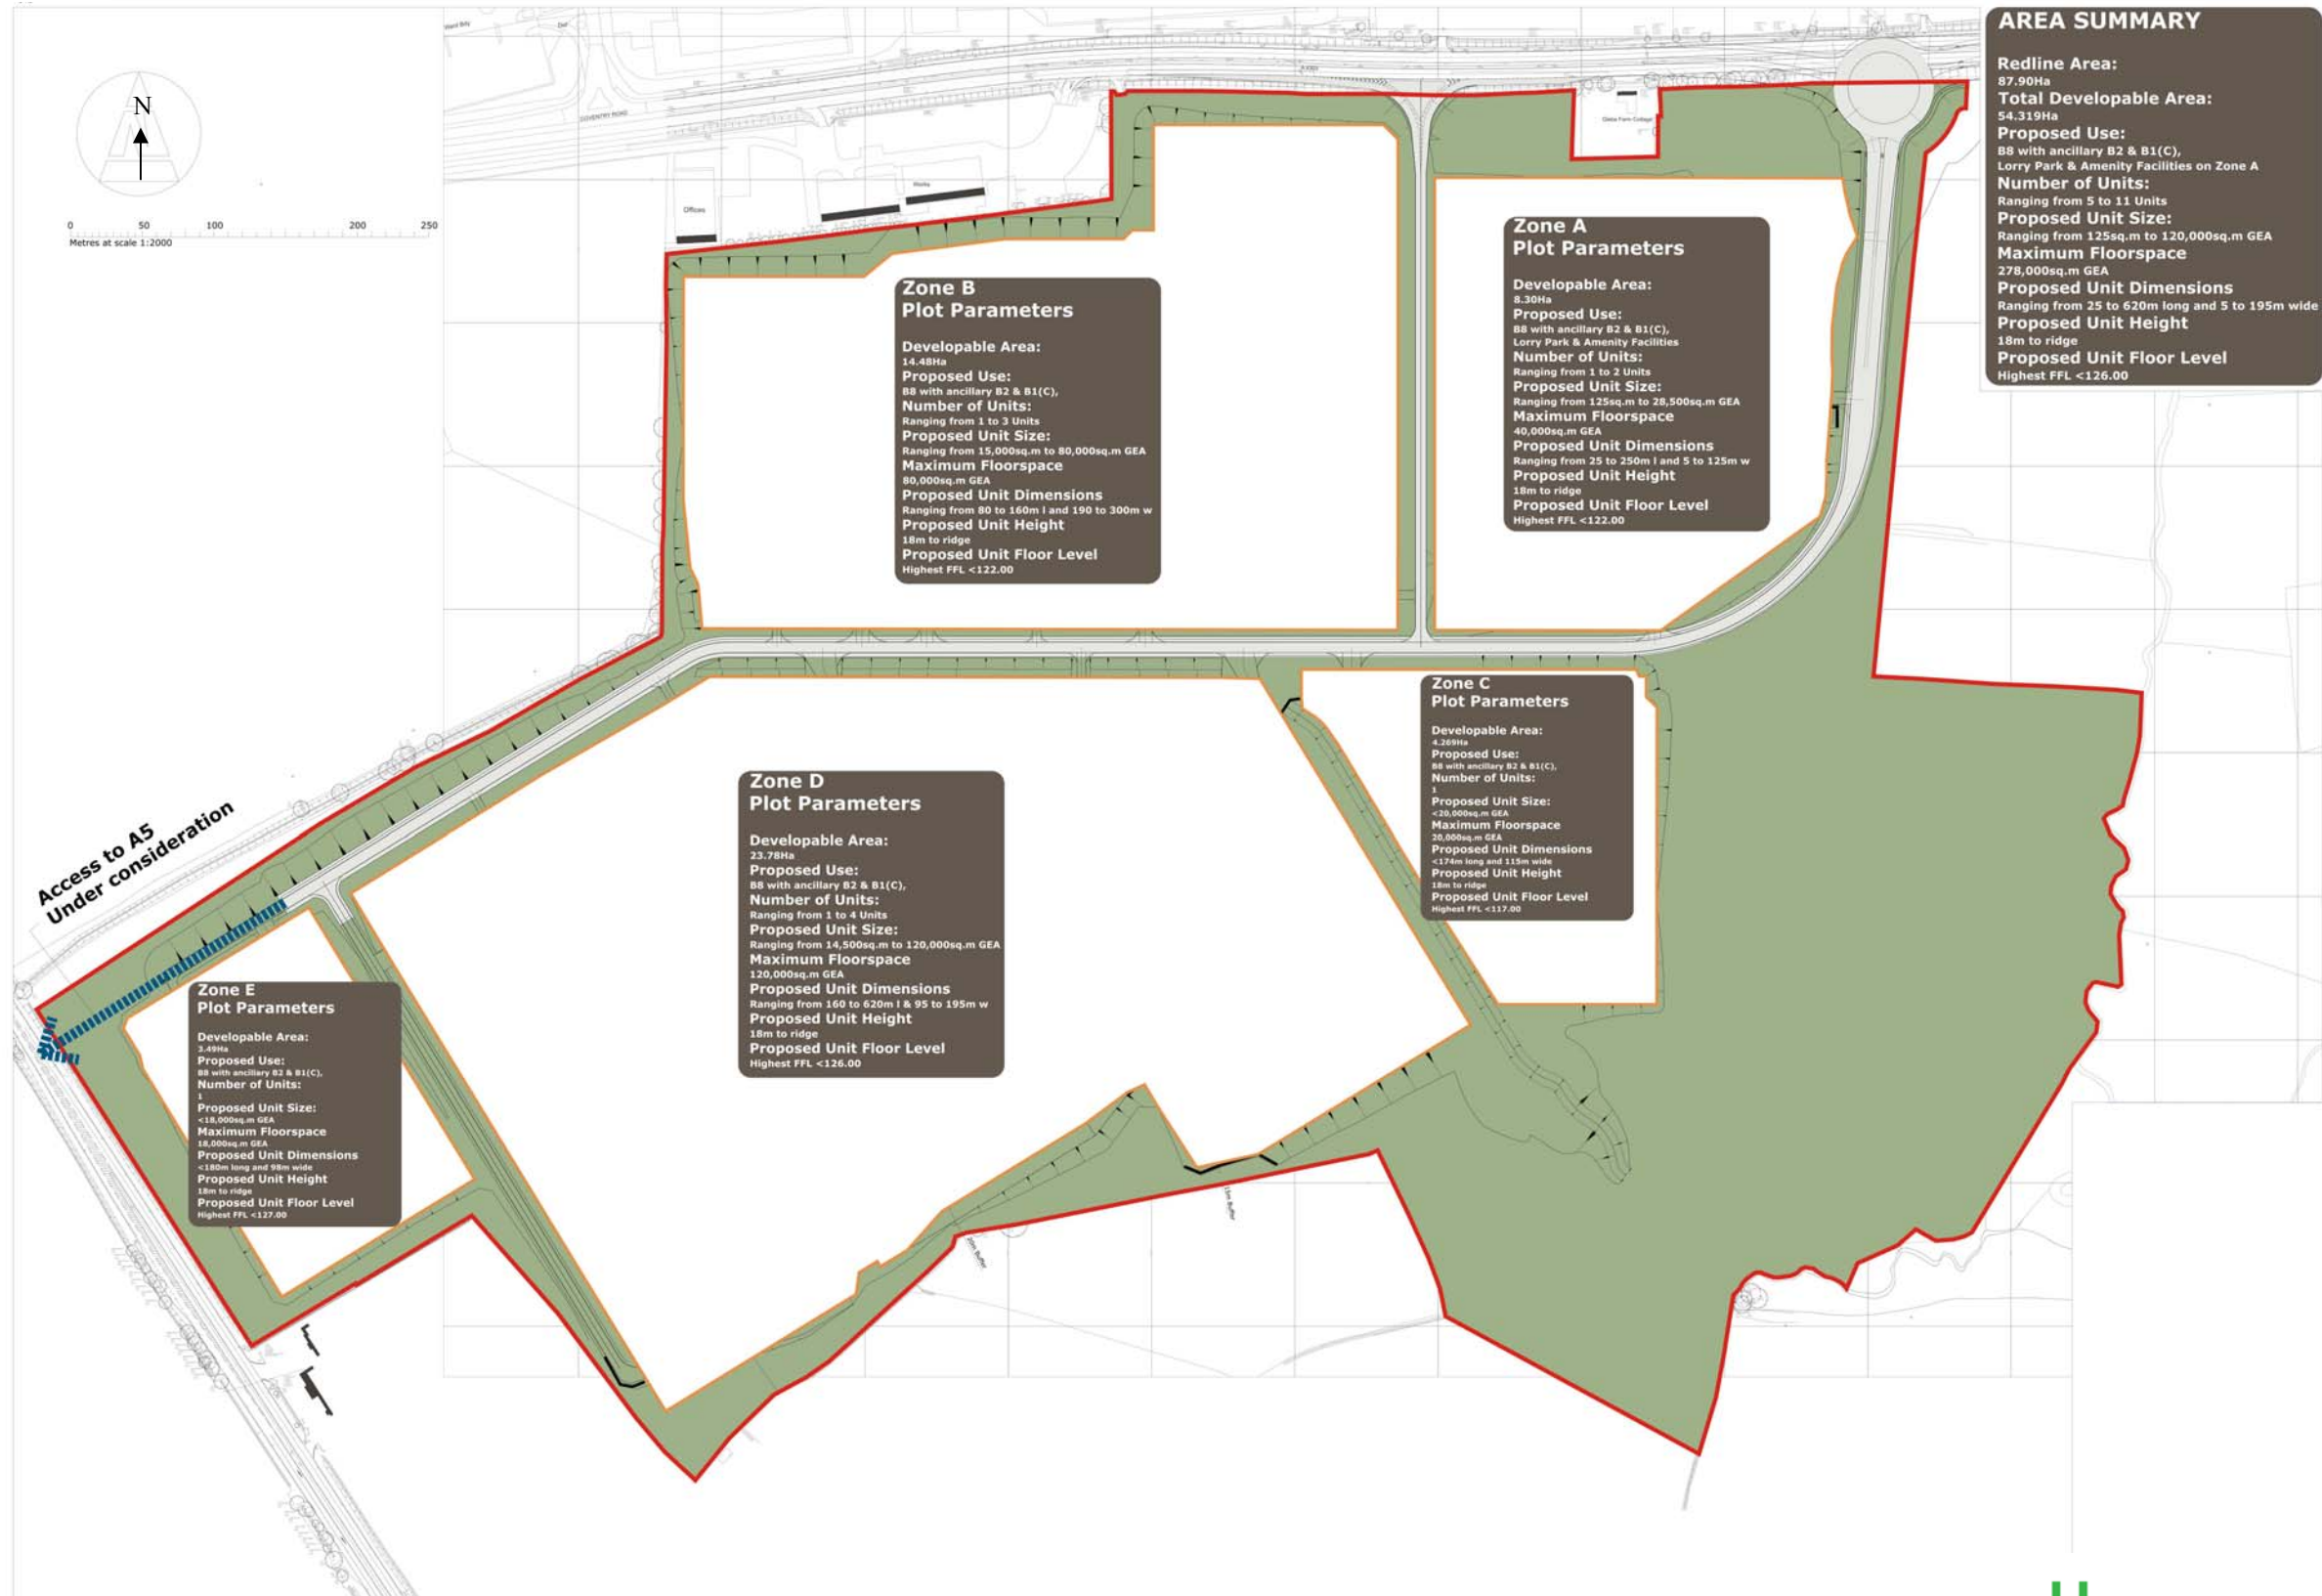 N
0 50 100 200 250
Metres at scale 1:2000
COVENTRY ROAD
Offices
Works
Glebe Farm Cottage
AREA SUMMARY
Redline Area:
87.90Ha
Total Developable Area:
54.319Ha
Proposed Use:
B8 with ancillary B2 & B1(C),
Lorry Park & Amenity Facilities on Zone A
Number of Units:
Ranging from 5 to 11 Units
Proposed Unit Size:
Ranging from 125sq.m to 120,000sq.m GEA
Maximum Floorspace
278,000sq.m GEA
Proposed Unit Dimensions
Ranging from 25 to 620m long and 5 to 195m wide
Proposed Unit Height
18m to ridge
Proposed Unit Floor Level
Highest FFL <126.00
Zone A
Plot Parameters
Developable Area:
8.30Ha
Proposed Use:
B8 with ancillary B2 & B1(C),
Lorry Park & Amenity Facilities
Number of Units:
Ranging from 1 to 2 Units
Proposed Unit Size:
Ranging from 125sq.m to 28,500sq.m GEA
Maximum Floorspace
40,000sq.m GEA
Proposed Unit Dimensions
Ranging from 25 to 250m l and 5 to 125m w
Proposed Unit Height
18m to ridge
Proposed Unit Floor Level
Highest FFL <122.00
Zone B
Plot Parameters
Developable Area:
14.48Ha
Proposed Use:
B8 with ancillary B2 & B1(C),
Number of Units:
Ranging from 1 to 3 Units
Proposed Unit Size:
Ranging from 15,000sq.m to 80,000sq.m GEA
Maximum Floorspace
80,000sq.m GEA
Proposed Unit Dimensions
Ranging from 80 to 160m l and 190 to 300m w
Proposed Unit Height
18m to ridge
Proposed Unit Floor Level
Highest FFL <122.00
Zone C
Plot Parameters
Developable Area:
4.269Ha
Proposed Use:
B8 with ancillary B2 & B1(C),
Number of Units:
1
Proposed Unit Size:
<20,000sq.m GEA
Maximum Floorspace
20,000sq.m GEA
Proposed Unit Dimensions
<174m long and 115m wide
Proposed Unit Height
18m to ridge
Proposed Unit Floor Level
Highest FFL <117.00
Zone D
Plot Parameters
Developable Area:
23.78Ha
Proposed Use:
B8 with ancillary B2 & B1(C),
Number of Units:
Ranging from 1 to 4 Units
Proposed Unit Size:
Ranging from 14,500sq.m to 120,000sq.m GEA
Maximum Floorspace
120,000sq.m GEA
Proposed Unit Dimensions
Ranging from 160 to 620m l & 95 to 195m w
Proposed Unit Height
18m to ridge
Proposed Unit Floor Level
Highest FFL <126.00
Access to A5
Under consideration
Zone E
Plot Parameters
Developable Area:
3.49Ha
Proposed Use:
B8 with ancillary B2 & B1(C),
Number of Units:
1
Proposed Unit Size:
<18,000sq.m GEA
Maximum Floorspace
18,000sq.m GEA
Proposed Unit Dimensions
<180m long and 98m wide
Proposed Unit Height
18m to ridge
Proposed Unit Floor Level
Highest FFL <127.00
15m Buffer
20m Buffer